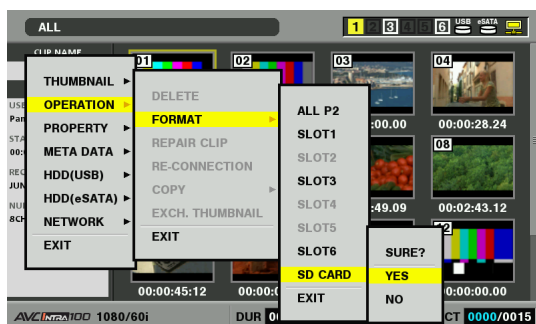 ALL
1 2 3 4 5 6 USB eSATA
CLIP NAME
01 02 03 04
THUMBNAIL
OPERATION
PROPERTY
META DATA
HDD(USB)
HDD(eSATA)
NETWORK
EXIT
DELETE
FORMAT
REPAIR CLIP
RE-CONNECTION
COPY
EXCH. THUMBNAIL
EXIT
ALL P2
SLOT1
SLOT2
SLOT3
SLOT4
SLOT5
SLOT6
SD CARD
EXIT
SURE?
YES
NO
:00.00 00:00:28.24
08
:49.09 00:02:43.12
00:00:45:12 00:00:00.00
AVC INTRA 100 1080/60i DUR CT 0000/0015